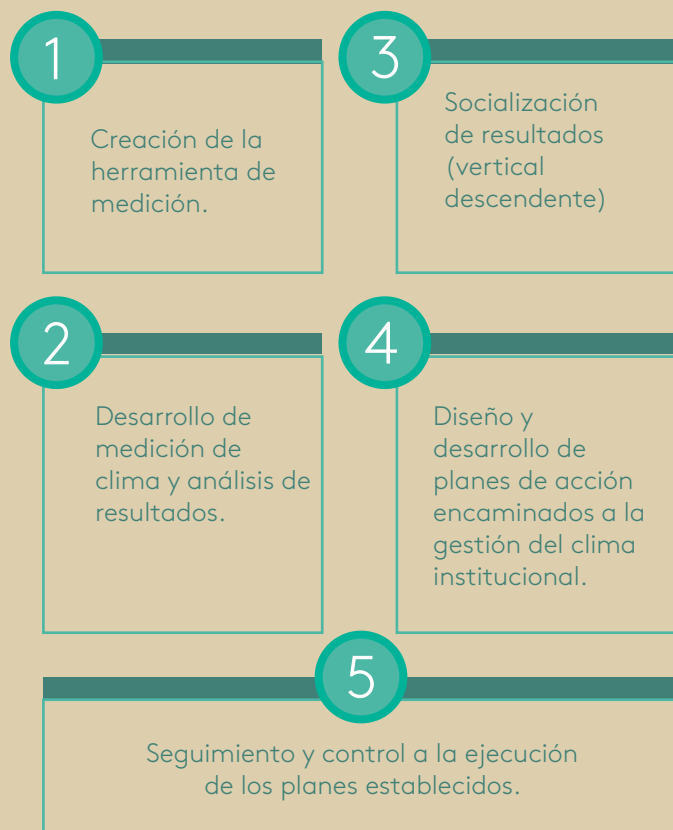 1
Creación de la
herramienta de
medición.
2
Desarrollo de
medición de
clima y análisis de
resultados.
3
Socialización
de resultados
(vertical
descendente)
4
Diseño y
desarrollo de
planes de acción
encaminados a la
gestión del clima
institucional.
5
Seguimiento y control a la ejecución
de los planes establecidos.